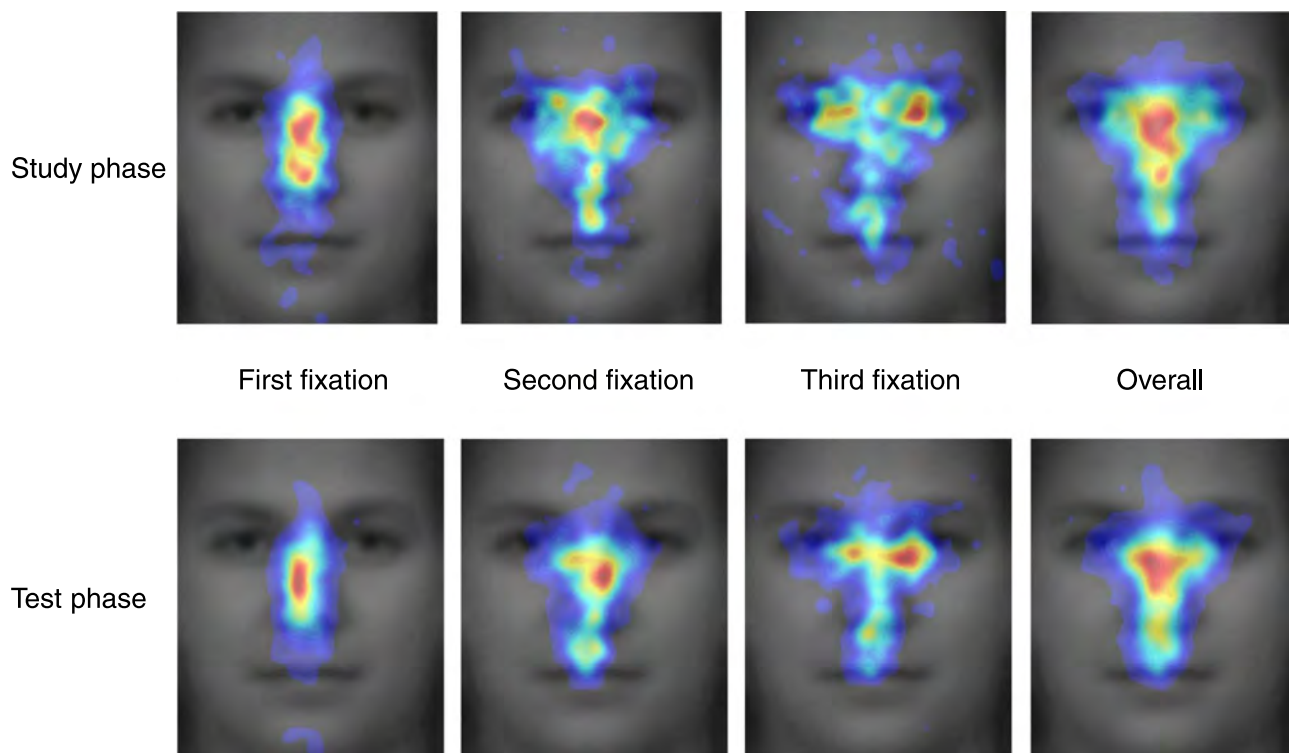 Study phase
First fixation
Second fixation
Third fixation
Overall
Test phase